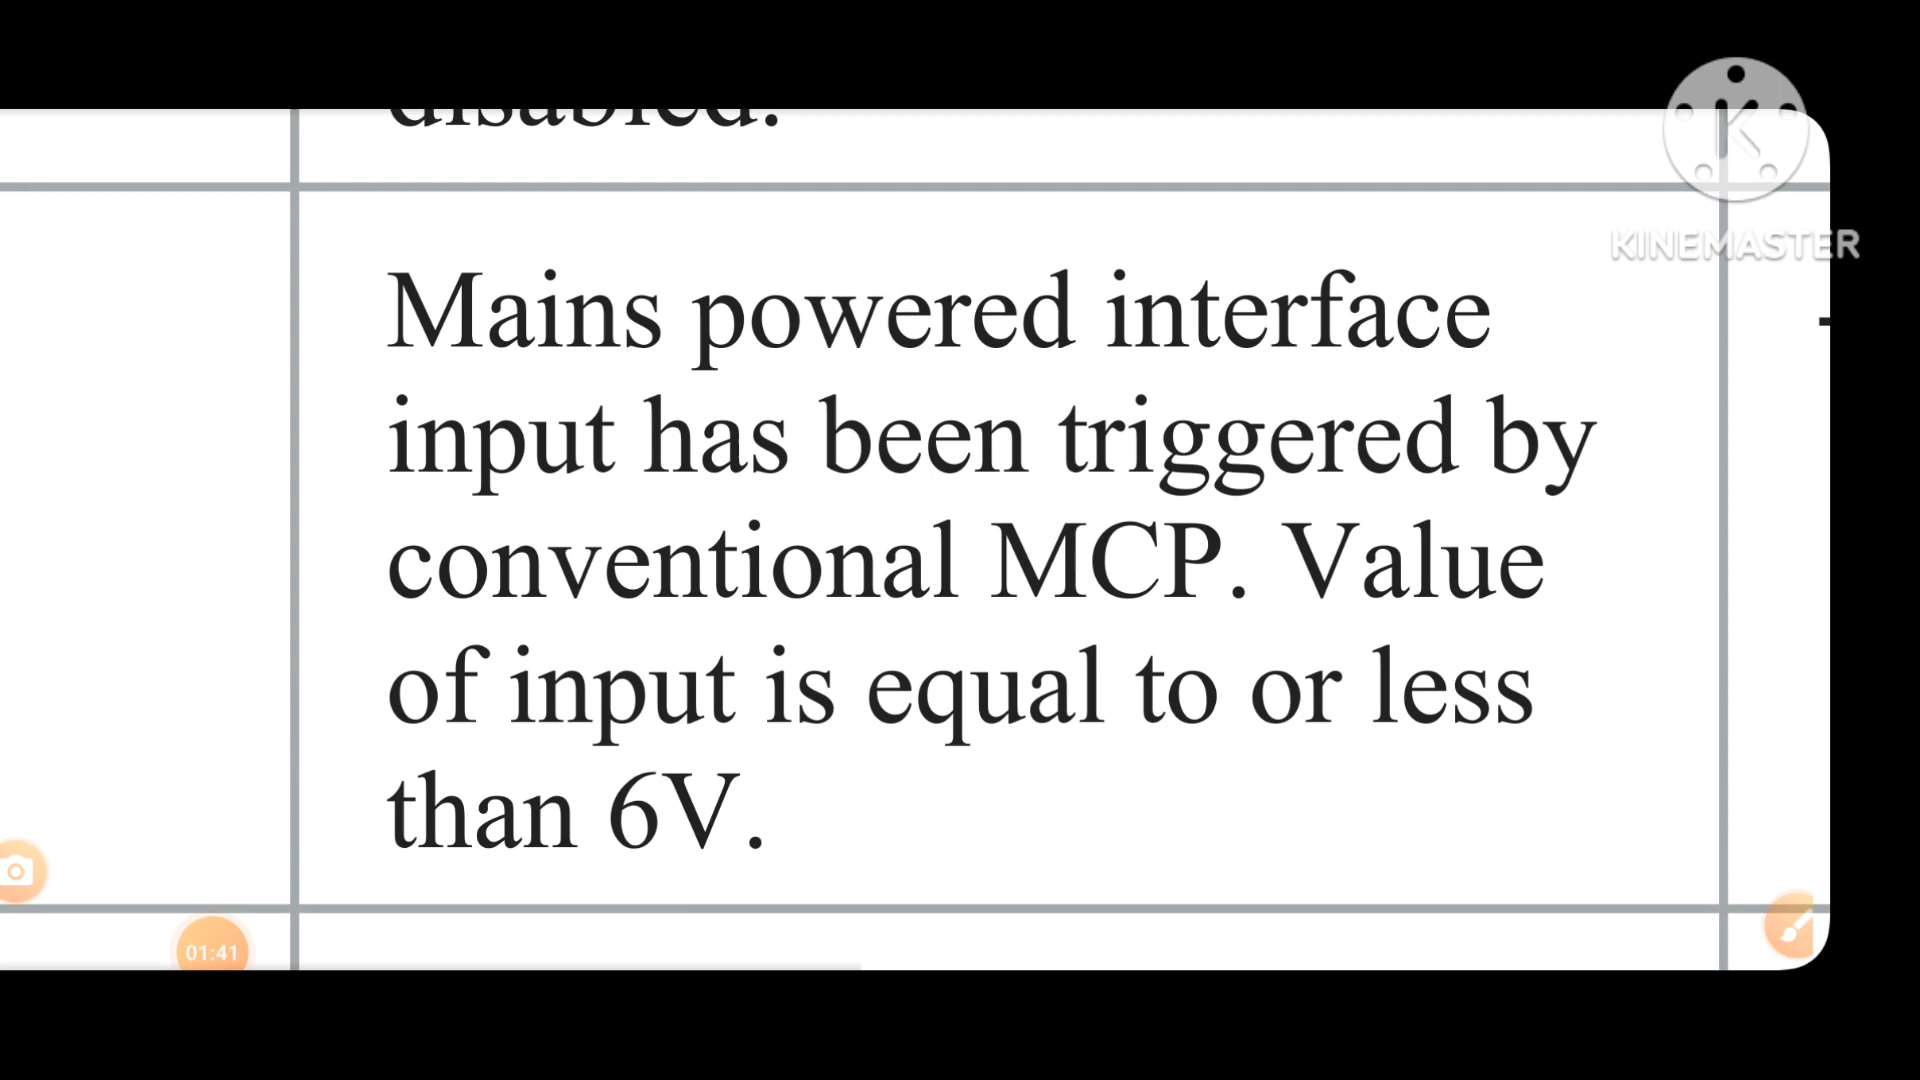 disabled.
K
KINEMASTER
Mains powered interface
input has been triggered by
conventional MCP. Value
of input is equal to or less
than 6V.
01:41